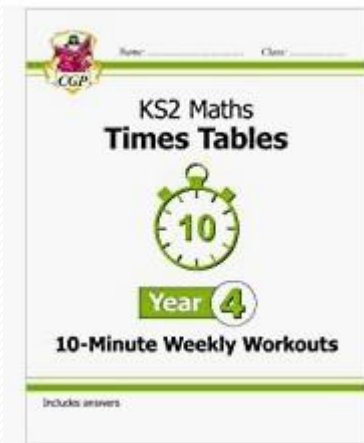 Name: Class:
CGP
KS2 Maths
Times Tables
10
Year 4
10-Minute Weekly Workouts
Includes answers